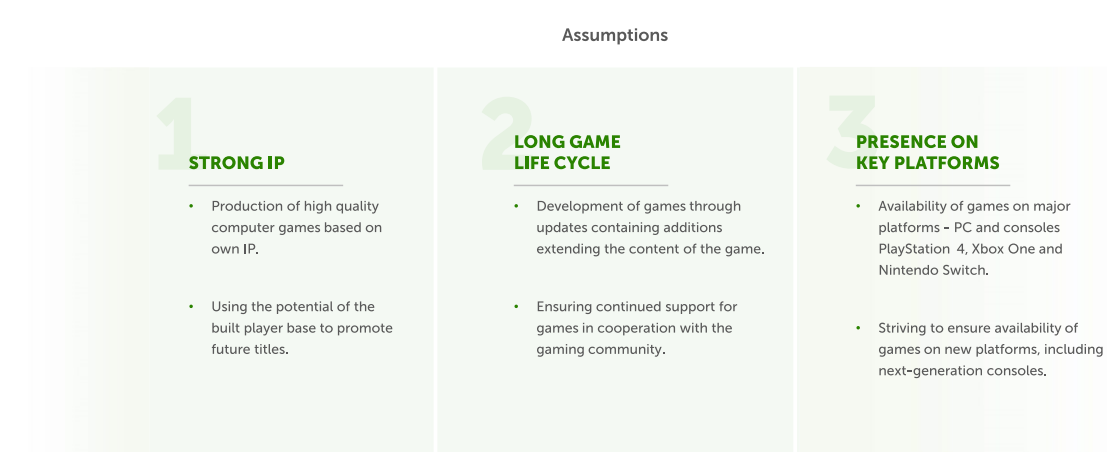 Assumptions
1
STRONG IP
• Production of high quality
computer games based on
own IP.
• Using the potential of the
built player base to promote
future titles.
2
LONG GAME
LIFE CYCLE
• Development of games through
updates containing additions
extending the content of the game.
• Ensuring continued support for
games in cooperation with the
gaming community.
3
PRESENCE ON
KEY PLATFORMS
• Availability of games on major
platforms - PC and consoles
PlayStation 4, Xbox One and
Nintendo Switch.
• Striving to ensure availability of
games on new platforms, including
next-generation consoles.